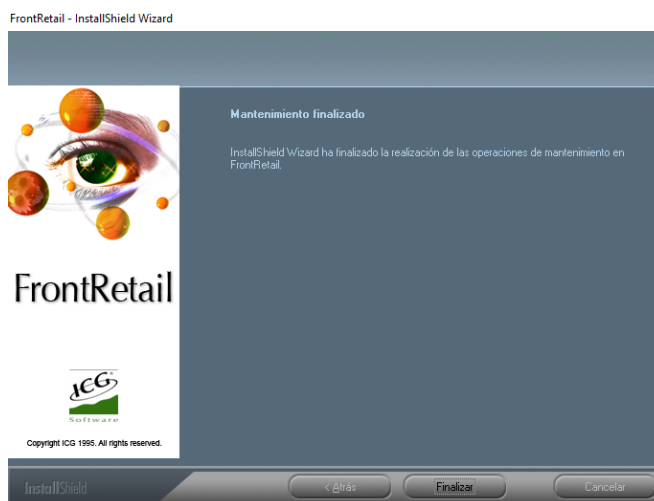 FrontRetail - InstallShield Wizard
Mantenimiento finalizado
InstallShield Wizard ha finalizado la realización de las operaciones de mantenimiento en
FrontRetail.
FrontRetail
ICG
Software
Copyright ICG 1995. All rights reserved.
InstallShield
< Atrás
Finalizar
Cancelar